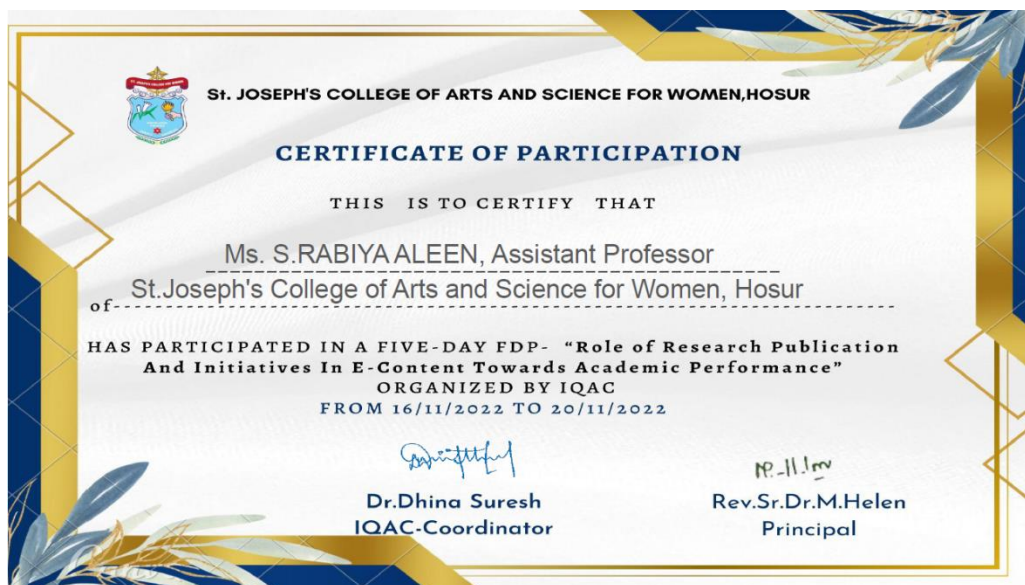 St. JOSEPH'S COLLEGE OF ARTS AND SCIENCE FOR WOMEN,HOSUR
CERTIFICATE OF PARTICIPATION
THIS IS TO CERTIFY THAT
Ms. S.RABIYA ALEEN, Assistant Professor
of St.Joseph's College of Arts and Science for Women, Hosur
HAS PARTICIPATED IN A FIVE-DAY FDP- “Role of Research Publication
And Initiatives In E-Content Towards Academic Performance”
ORGANIZED BY IQAC
FROM 16/11/2022 TO 20/11/2022
Dr.Dhina Suresh
IQAC-Coordinator
Rev.Sr.Dr.M.Helen
Principal